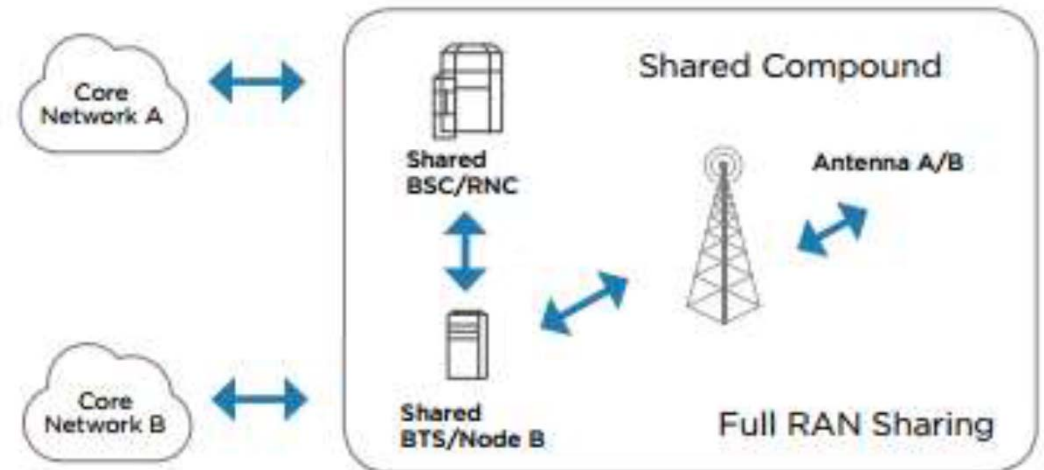 Core
Network A
Shared Compound
Shared
BSC/RNC
Antenna A/B
Core
Network B
Shared
BTS/Node B
Full RAN Sharing